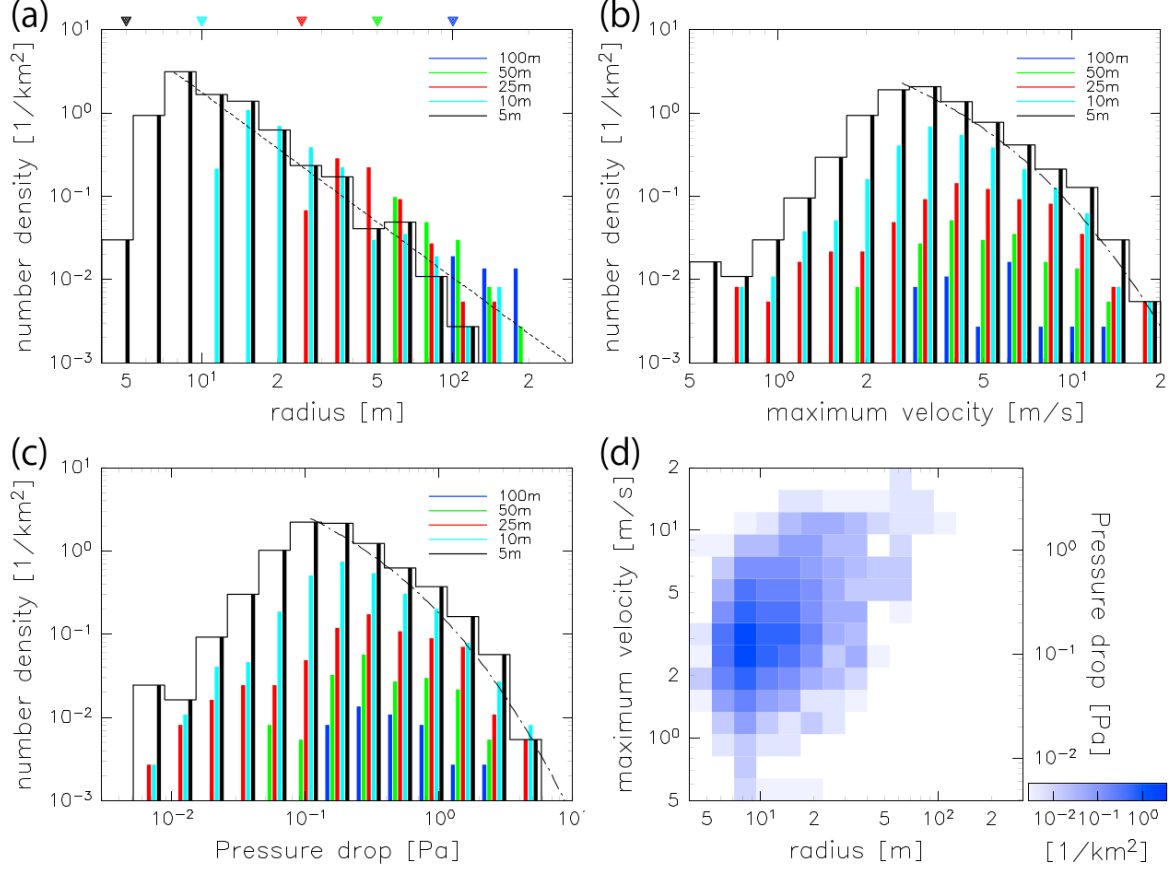 (a)
number density [1/km²]
10¹
10⁰
10⁻¹
10⁻²
10⁻³
100m
50m
25m
10m
5m
5 10¹ 2 5 10² 2
radius [m]
(b)
number density [1/km²]
10¹
10⁰
10⁻¹
10⁻²
10⁻³
100m
50m
25m
10m
5m
5 10⁰ 2 5 10¹ 2
maximum velocity [m/s]
(c)
number density [1/km²]
10¹
10⁰
10⁻¹
10⁻²
10⁻³
100m
50m
25m
10m
5m
10⁻² 10⁻¹ 10⁰ 10¹
Pressure drop [Pa]
(d)
maximum velocity [m/s]
2
10¹
5
2
10⁰
5
5 10¹ 2 5 10² 2
radius [m]
Pressure drop [Pa]
10⁰
10⁻¹
10⁻²
10⁻² 10⁻¹ 10⁰
[1/km²]